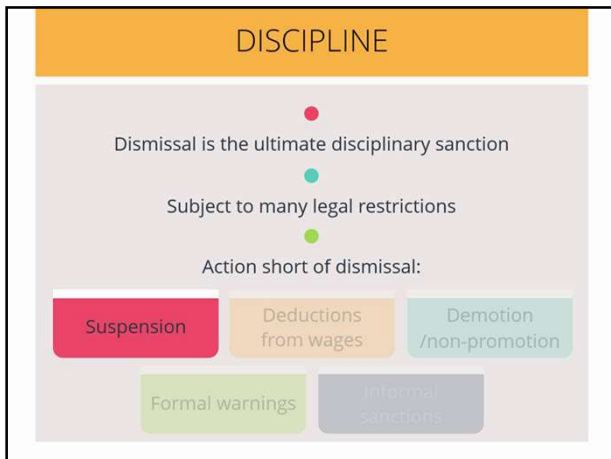 DISCIPLINE
Dismissal is the ultimate disciplinary sanction
Subject to many legal restrictions
Action short of dismissal:
Suspension
Deductions
from wages
Demotion
/non-promotion
Formal warnings
Informal
sanctions